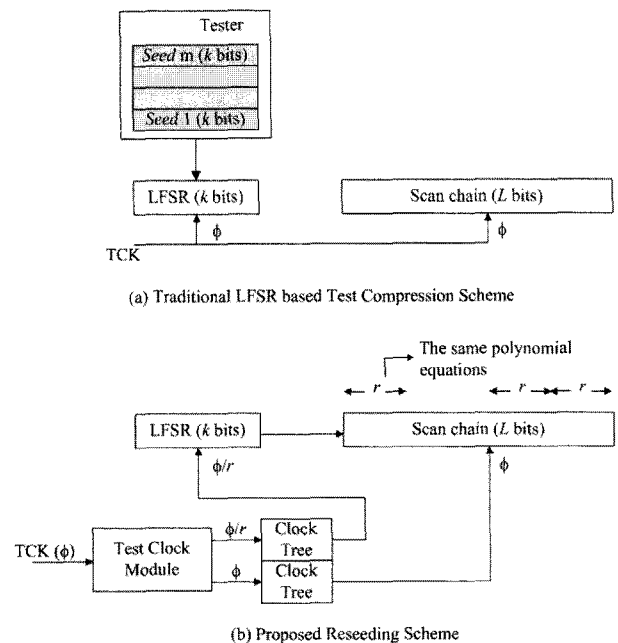 Tester
Seed m (k bits)
Seed 1 (k bits)
LFSR (k bits)
Scan chain (L bits)
ϕ
ϕ
TCK
(a) Traditional LFSR based Test Compression Scheme
The same polynomial
equations
r
r
r
LFSR (k bits)
Scan chain (L bits)
ϕ/r
ϕ
ϕ/r
Clock
Tree
TCK (ϕ)
Test Clock
Module
ϕ
Clock
Tree
(b) Proposed Reseeding Scheme